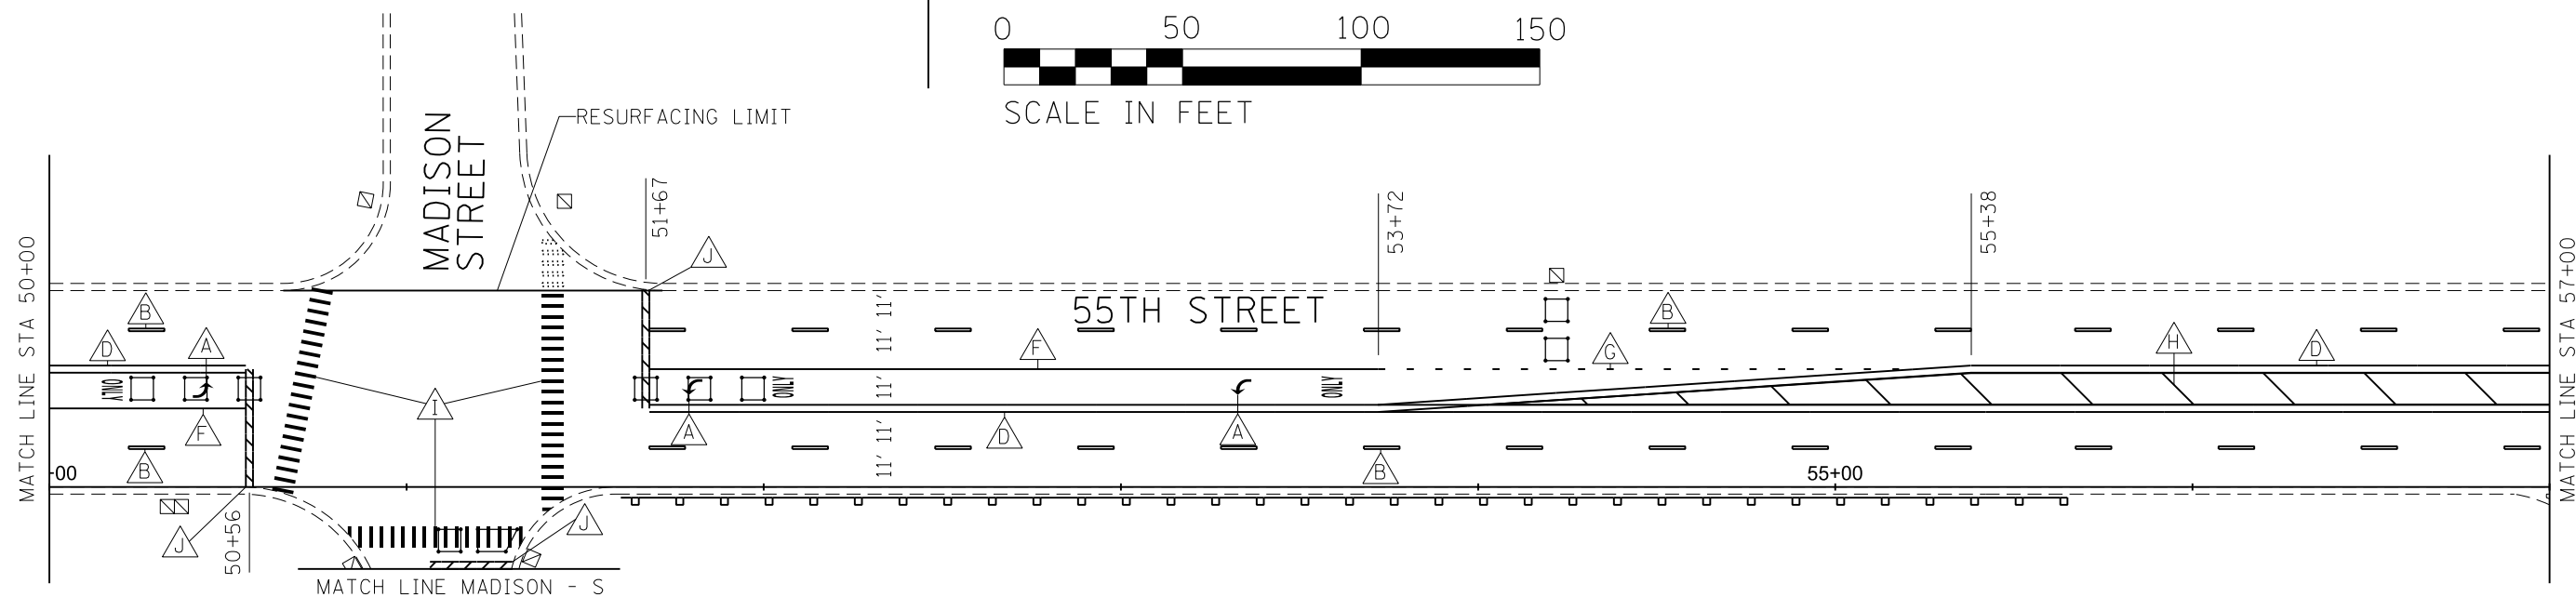 0 50 100 150
SCALE IN FEET
MADISON
STREET
RESURFACING LIMIT
MATCH LINE STA 50+00
51+67
53+72
55+38
MATCH LINE STA 57+00
J
55TH STREET
B
D
A
F
G
B
H
D
11' 11'
11'
11' 11'
ONLY
ONLY
ONLY
I
F
A
D
A
B
B
00
55+00
J
50+56
J
MATCH LINE MADISON - S